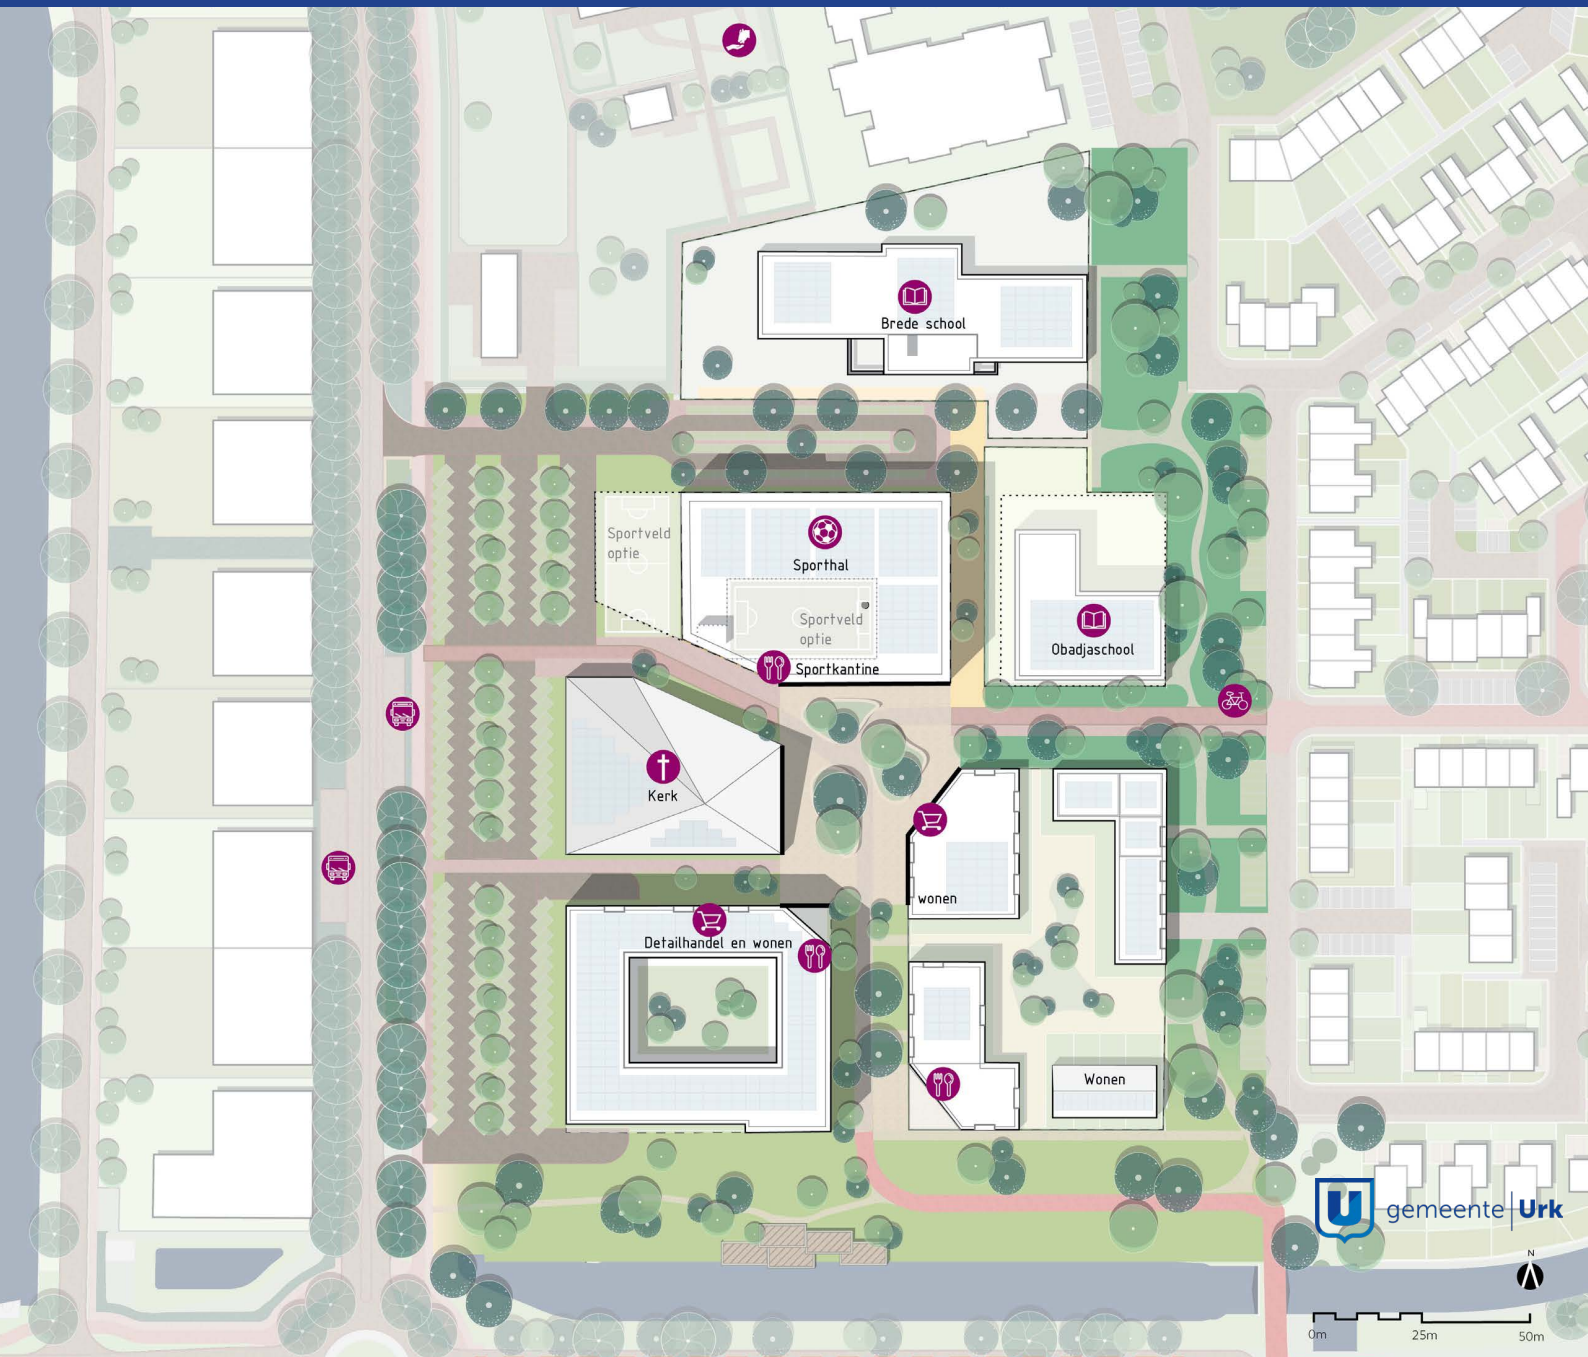 Brede school
Sportveld
optie
Sporthal
Sportveld
optie
Obadjaschool
Sportkantine
Kerk
wonen
Detailhandel en wonen
Wonen
gemeente Urk
N
0m
25m
50m